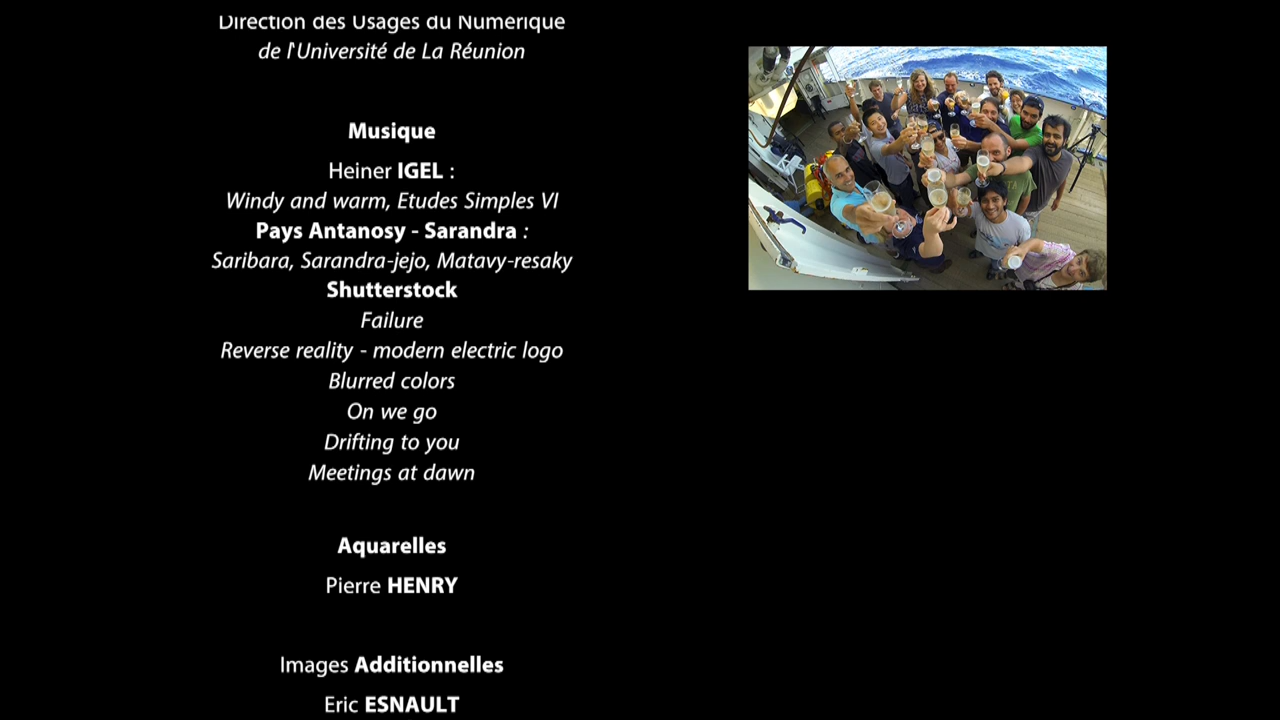 Direction des Usages du Numérique
de l'Université de La Réunion
Musique
Heiner IGEL :
Windy and warm, Etudes Simples VI
Pays Antanosy - Sarandra :
Saribara, Sarandra-jejo, Matavy-resaky
Shutterstock
Failure
Reverse reality - modern electric logo
Blurred colors
On we go
Drifting to you
Meetings at dawn
Aquarelles
Pierre HENRY
Images Additionnelles
Eric ESNAULT